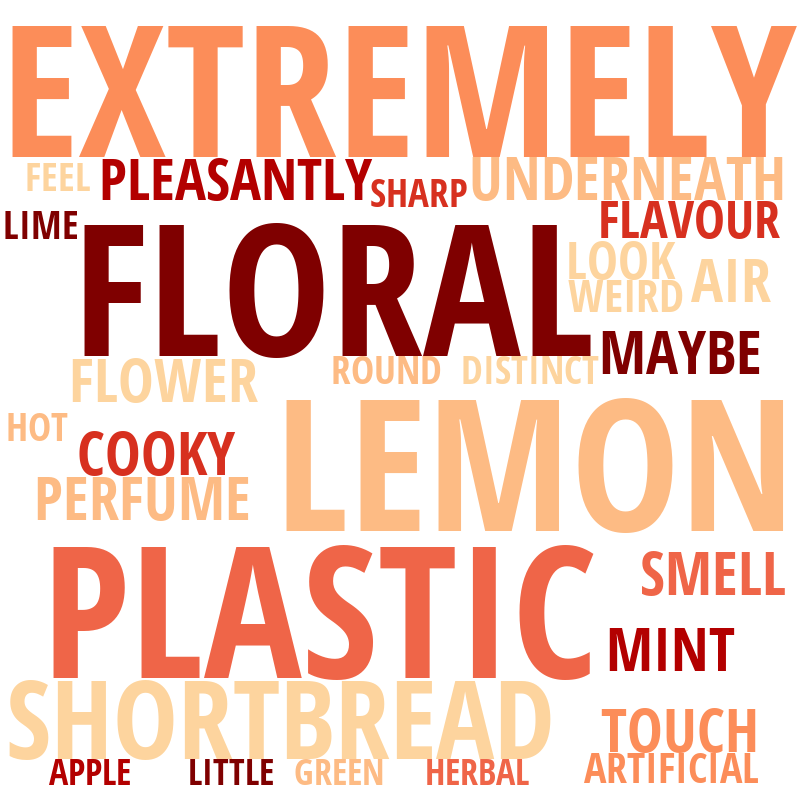 EXTREMELY
FEEL PLEASANTLY SHARP UNDERNEATH
LIME FLORAL FLAVOUR
LOOK AIR
WEIRD
MAYBE
FLOWER ROUND DISTINCT
HOT COOKY LEMON
PERFUME
PLASTIC SMELL
MINT
SHORTBREAD TOUCH
APPLE LITTLE GREEN HERBAL ARTIFICIAL